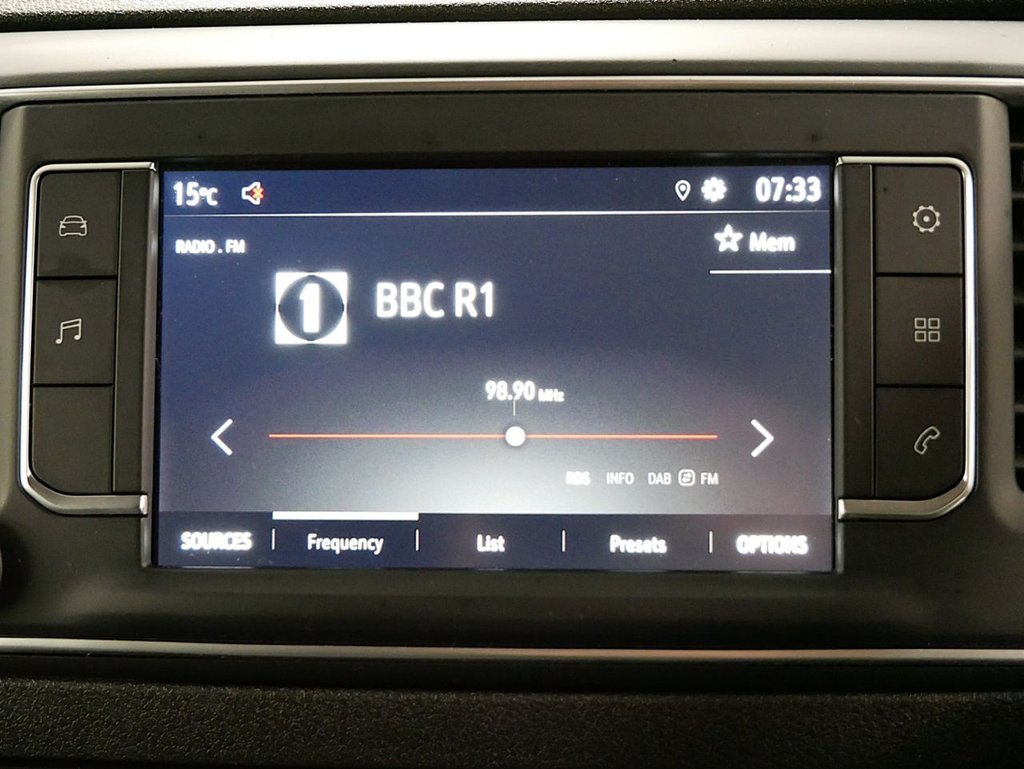 15°C 07:33
RADIO . FM
Mem
1
BBC R1
98.90 MHz
RDS INFO DAB FM
SOURCES Frequency List Presets OPTIONS